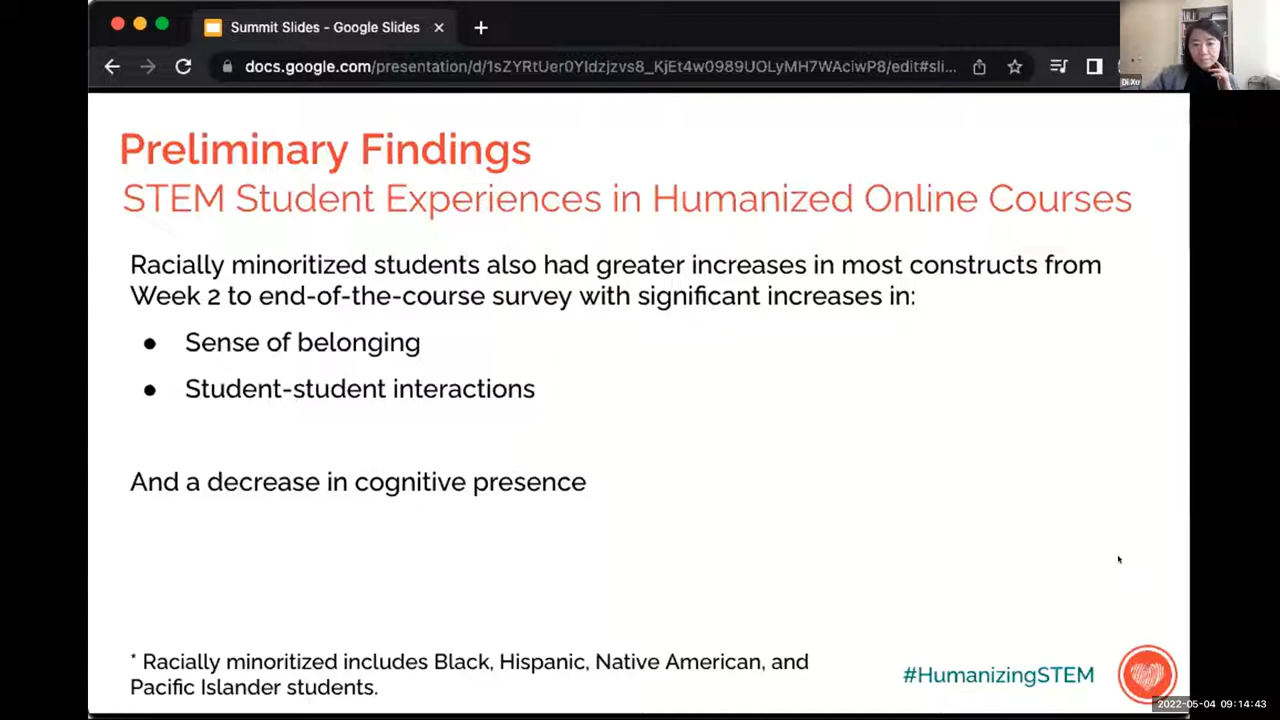 Summit Slides - Google Slides
docs.google.com/presentation/d/1sZYRtUer0YIdzjzvs8_KjEt4w0989UOLyMH7WAciwP8/edit#sli...
Di Xu
Preliminary Findings
STEM Student Experiences in Humanized Online Courses
Racially minoritized students also had greater increases in most constructs from
Week 2 to end-of-the-course survey with significant increases in:
● Sense of belonging
● Student-student interactions
And a decrease in cognitive presence
* Racially minoritized includes Black, Hispanic, Native American, and
Pacific Islander students.
#HumanizingSTEM
2022-05-04 09:14:43